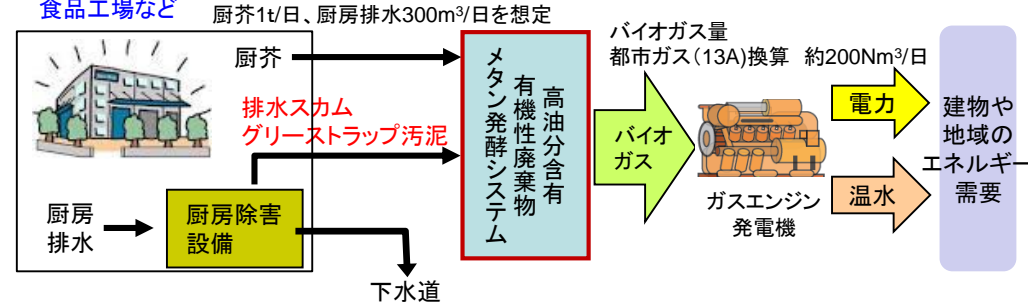 食品工場など
厨芥1t/日、厨房排水300m³/日を想定
厨芥
排水スカム
グリーストラップ汚泥
厨房
排水
厨房除害
設備
下水道
高油分含有
有機性廃棄物
メタン発酵システム
バイオガス量
都市ガス（13A)換算 約200Nm³/日
バイオ
ガス
ガスエンジン
発電機
電力
温水
建物や
地域の
エネルギー
需要